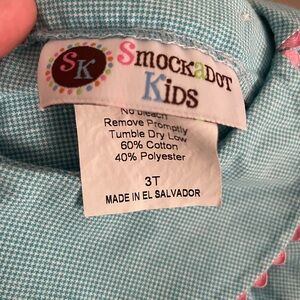 SK
SMOCKADOT
KIDS
No bleach
Remove Promptly
Tumble Dry Low
60% Cotton
40% Polyester
3T
MADE IN EL SALVADOR